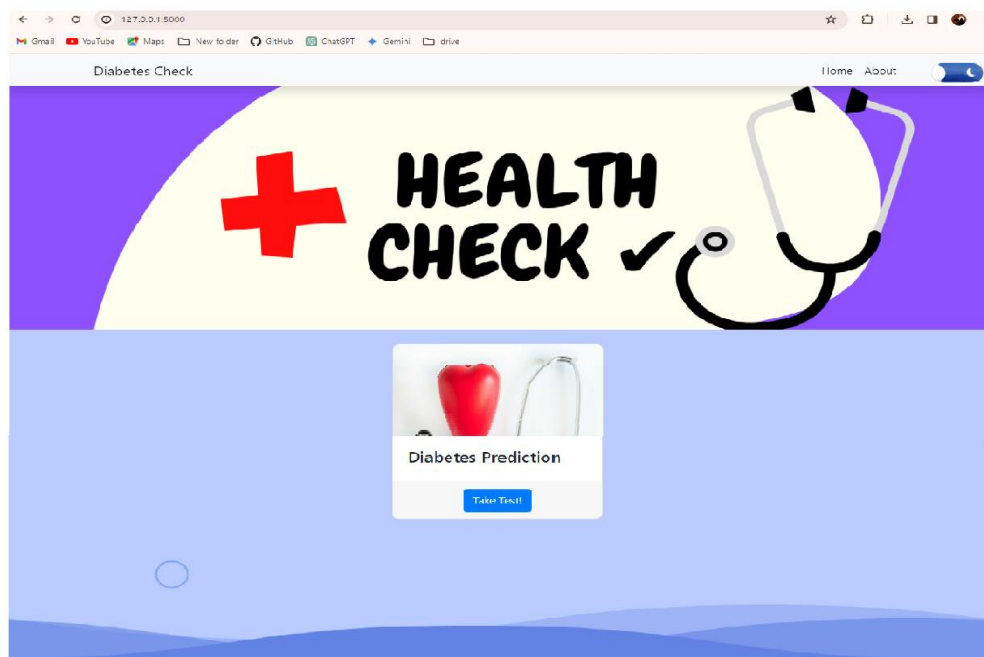 127.0.0.1:5000
Gmail YouTube Maps New folder GitHub ChatGPT Gemini drive
Diabetes Check Home About
HEALTH
CHECK ✓
Diabetes Prediction
Take Test!